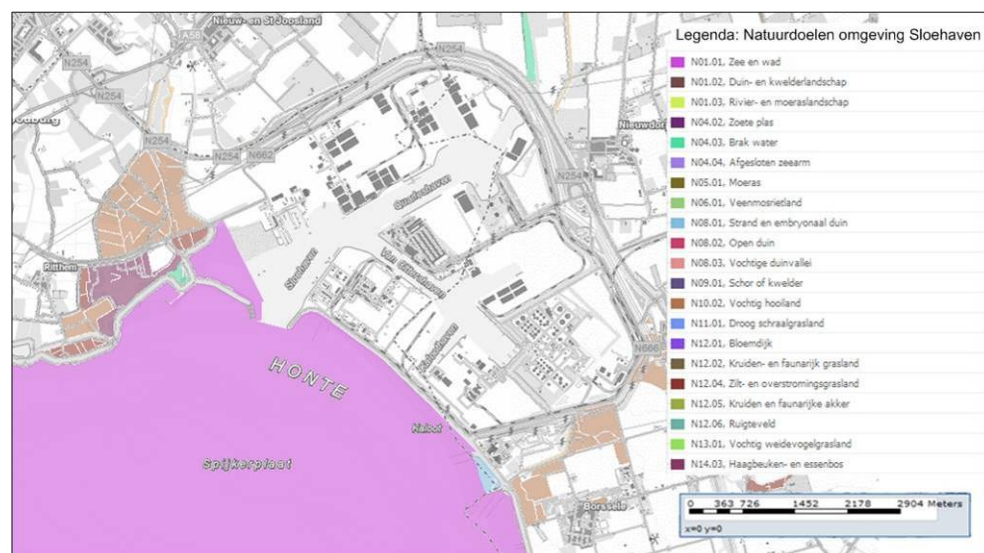 Legenda: Natuurdoelen omgeving Sloehaven
N01.01, Zee en wad
N01.02, Duin- en kwelderlandschap
N01.03, Rivier- en moeraslandschap
N04.02, Zoete plas
N04.03, Brak water
N04.04, Afgesloten zeearm
N05.01, Moeras
N06.01, Veenmosrietland
N08.01, Strand en embryonaal duin
N08.02, Open duin
N08.03, Vochtige duinvallei
N09.01, Schor of kwelder
N10.02, Vochtig hooiland
N11.01, Droog schraalgrasland
N12.01, Bloemdijk
N12.02, Kruiden- en faunarijk grasland
N12.04, Zilt- en overstromingsgrasland
N12.05, Kruiden en faunarijke akker
N12.06, Ruigteveld
N13.01, Vochtig weidevogelgrasland
N14.03, Haagbeuken- en essenbos
0 363 726 1452 2178 2904 Meters
x=0 y=0
Nieuw- en St Joosland
A58
N254
N254
N254
N254
N662
Nieuwdorp
N254
Quarleshaven
Sloehaven
Van Cittershaven
Ritthem
N666
HONTE
Kaloot
Spijkerplaat
Borssele